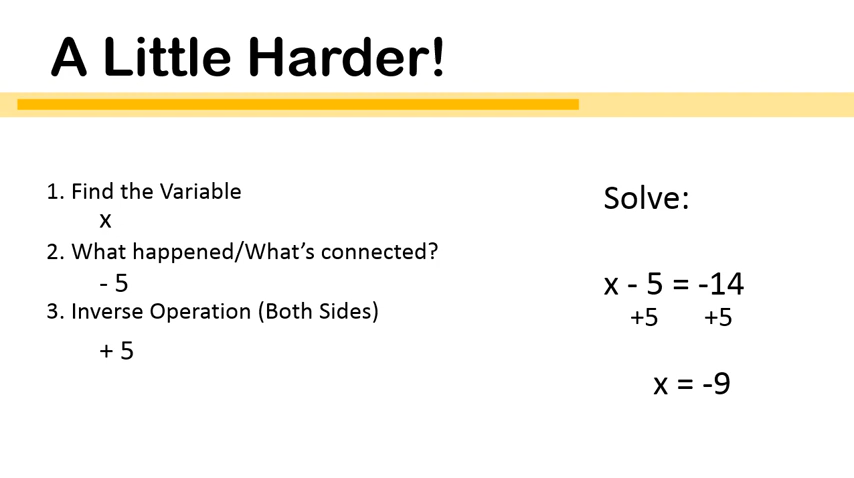 A Little Harder!
1. Find the Variable
x
2. What happened/What’s connected?
- 5
3. Inverse Operation (Both Sides)
+ 5
Solve:
x - 5 = -14
+5 +5
x = -9